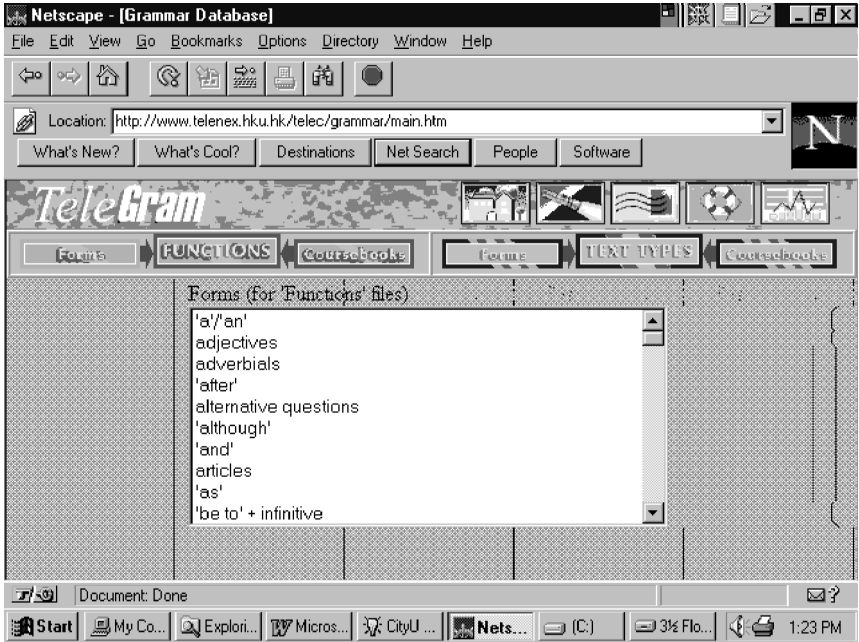 Netscape - [Grammar Database]
File Edit View Go Bookmarks Options Directory Window Help
Location: http://www.telenex.hku.hk/telec/grammar/main.htm
N
What's New? What's Cool? Destinations Net Search People Software
TeleGram
Forms FUNCTIONS Coursebooks Forms TEXT TYPES Coursebooks
Forms (for 'Functions' files)
'a'/'an'
adjectives
adverbials
'after'
alternative questions
'although'
'and'
articles
'as'
'be to' + infinitive
Document: Done
Start My Co... Explori... Micros... CityU ... Nets... (C:) 3½ Flo... 1:23 PM